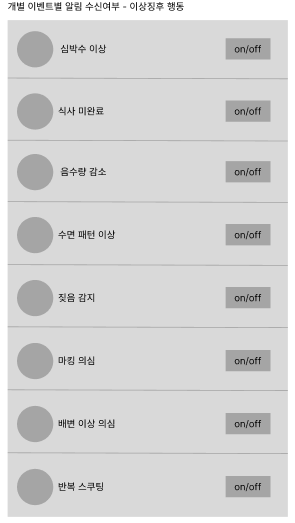 개별 이벤트별 알림 수신여부 - 이상징후 행동
심박수 이상 on/off
식사 미완료 on/off
음수량 감소 on/off
수면 패턴 이상 on/off
짖음 감지 on/off
마킹 의심 on/off
배변 이상 의심 on/off
반복 스쿠팅 on/off